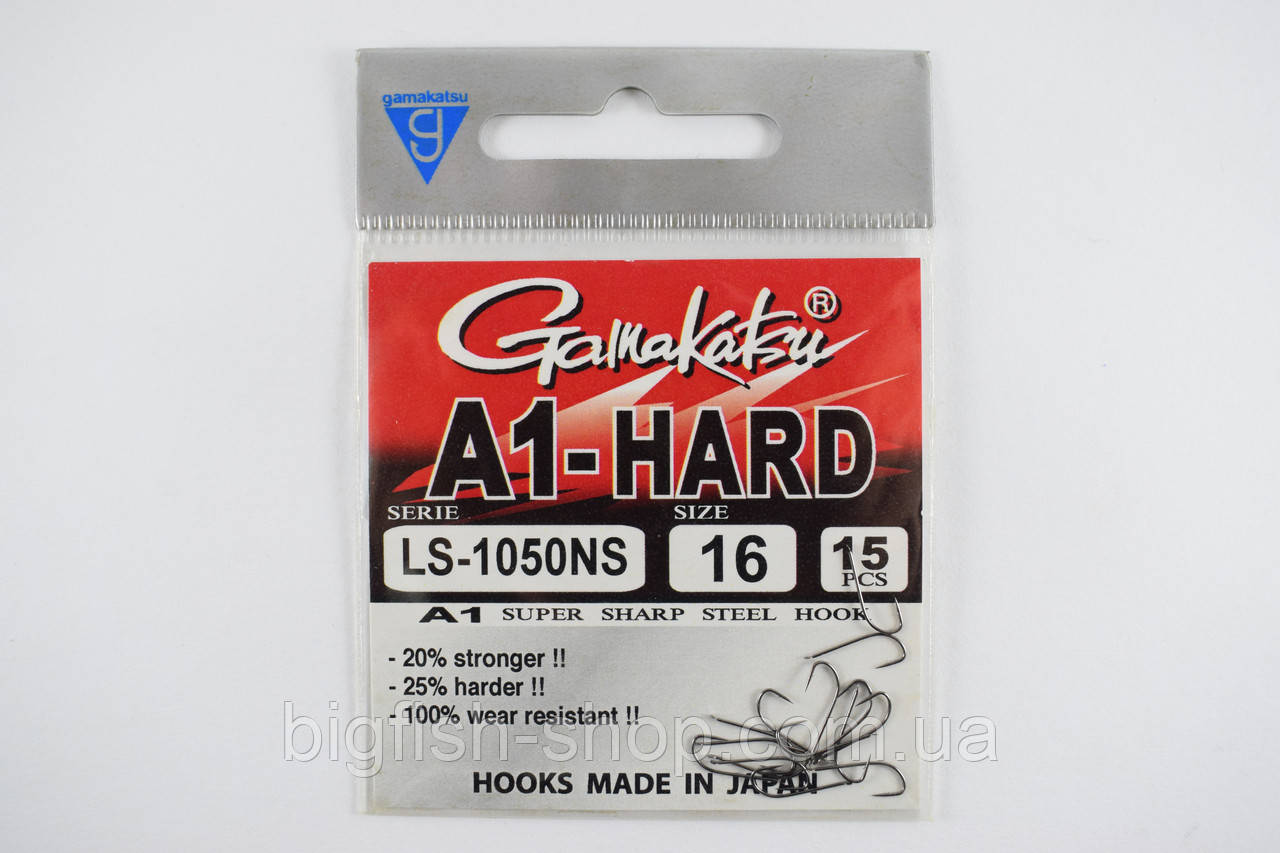 gamakatsu
g
Gamakatsu ®
A1-HARD
SERIE SIZE
LS-1050NS 16 15
PCS
A1 SUPER SHARP STEEL HOOK
- 20% stronger !!
- 25% harder !!
- 100% wear resistant !!
bigfish-shop.com.ua
HOOKS MADE IN JAPAN